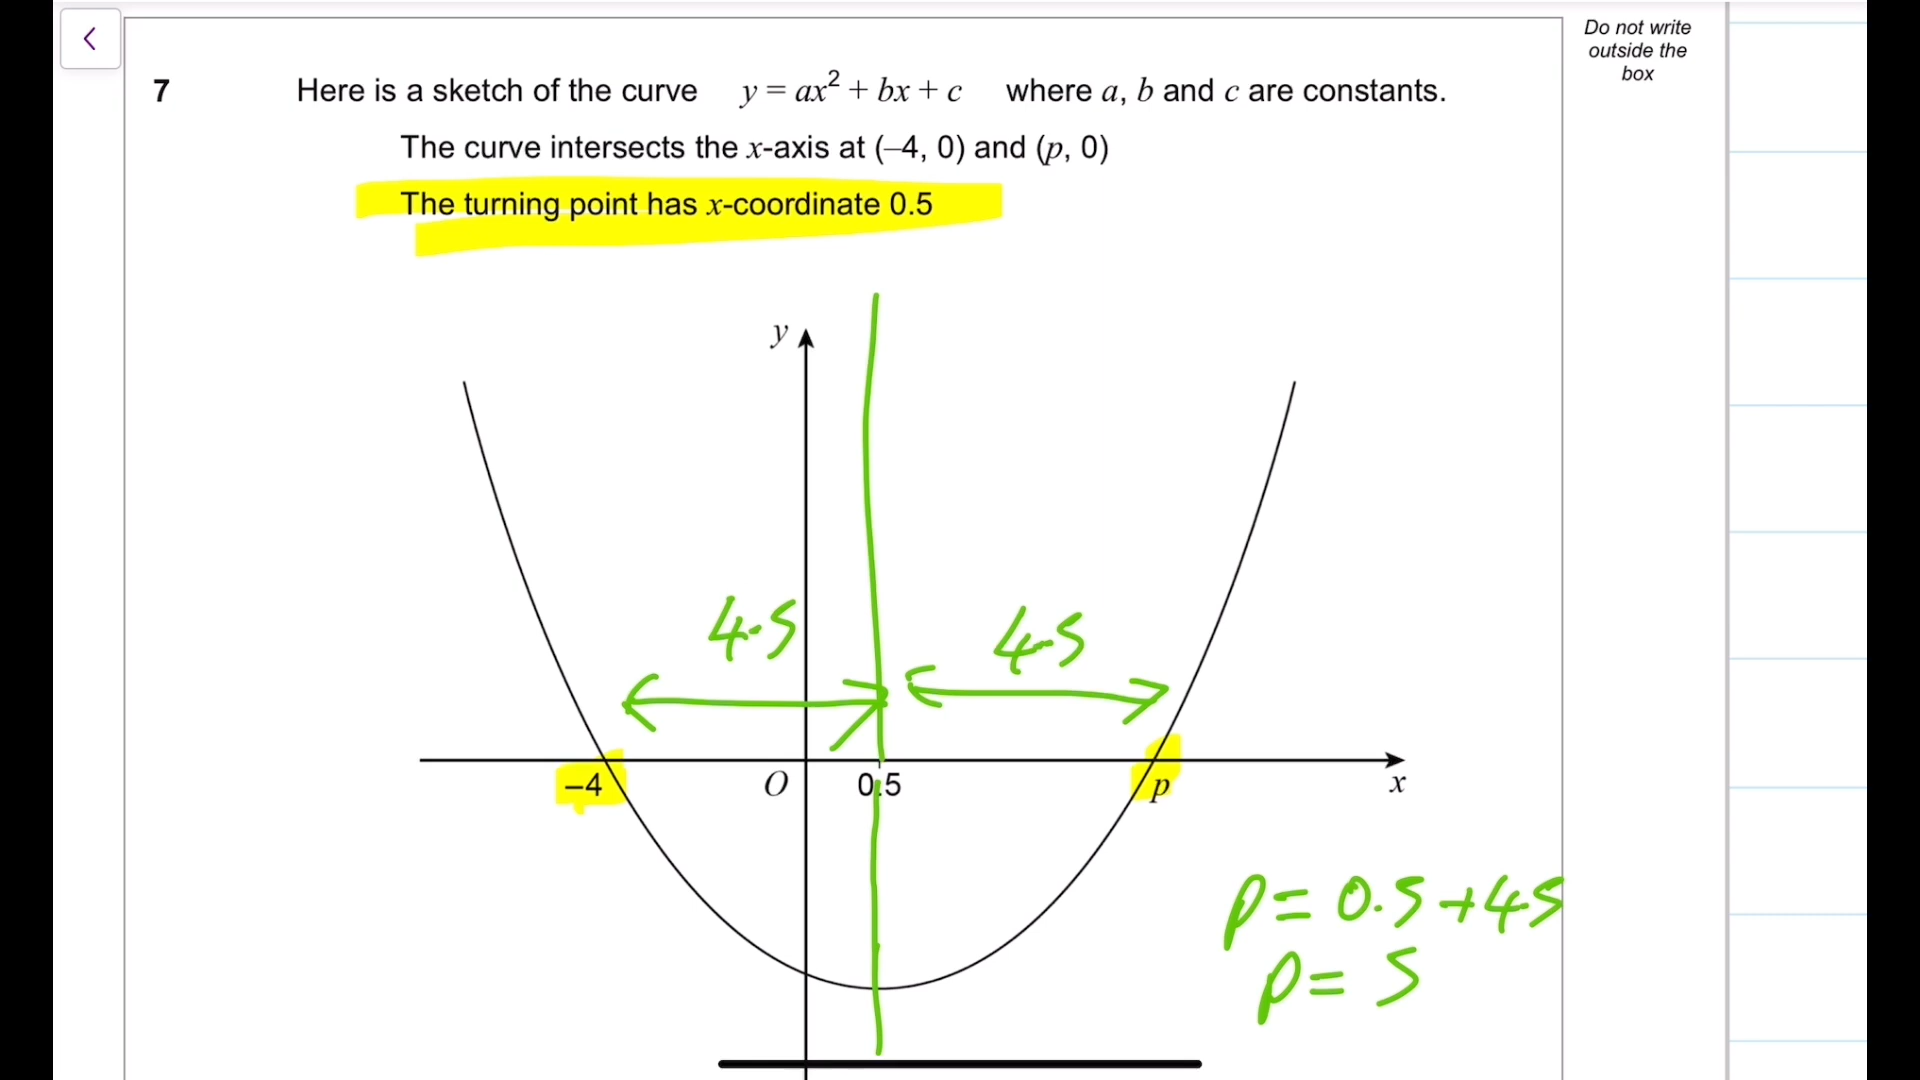 Do not write
outside the
box
7 Here is a sketch of the curve y = ax² + bx + c where a, b and c are constants.
The curve intersects the x-axis at (–4, 0) and (p, 0)
The turning point has x-coordinate 0.5
y
4.5 4.5
–4 O 0.5 p x
p = 0.5 + 4.5
p = 5